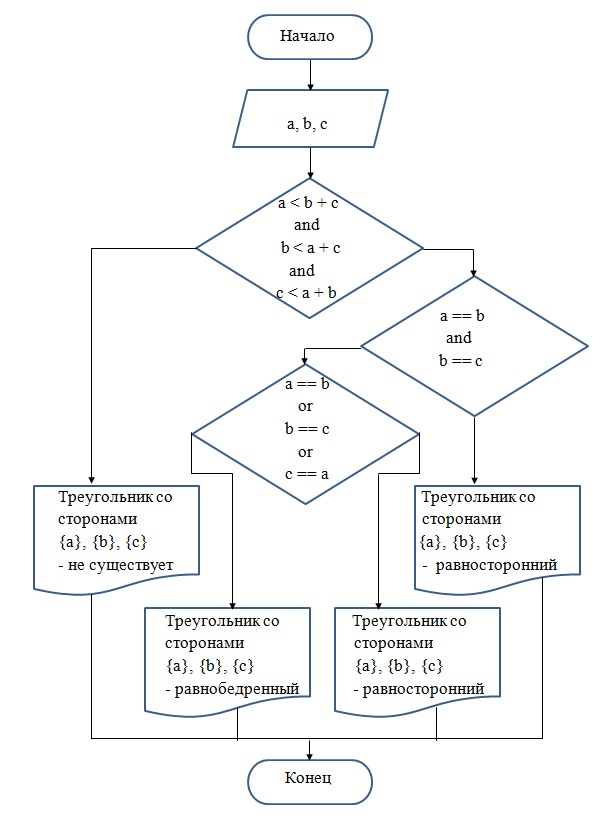 Начало
a, b, c
a < b + c
and
b < a + c
and
c < a + b
a == b
and
b == c
a == b
or
b == c
or
c == a
Треугольник со
сторонами
{a}, {b}, {c}
- не существует
Треугольник со
сторонами
{a}, {b}, {c}
- равносторонний
Треугольник со
сторонами
{a}, {b}, {c}
- равнобедренный
Треугольник со
сторонами
{a}, {b}, {c}
- равносторонний
Конец